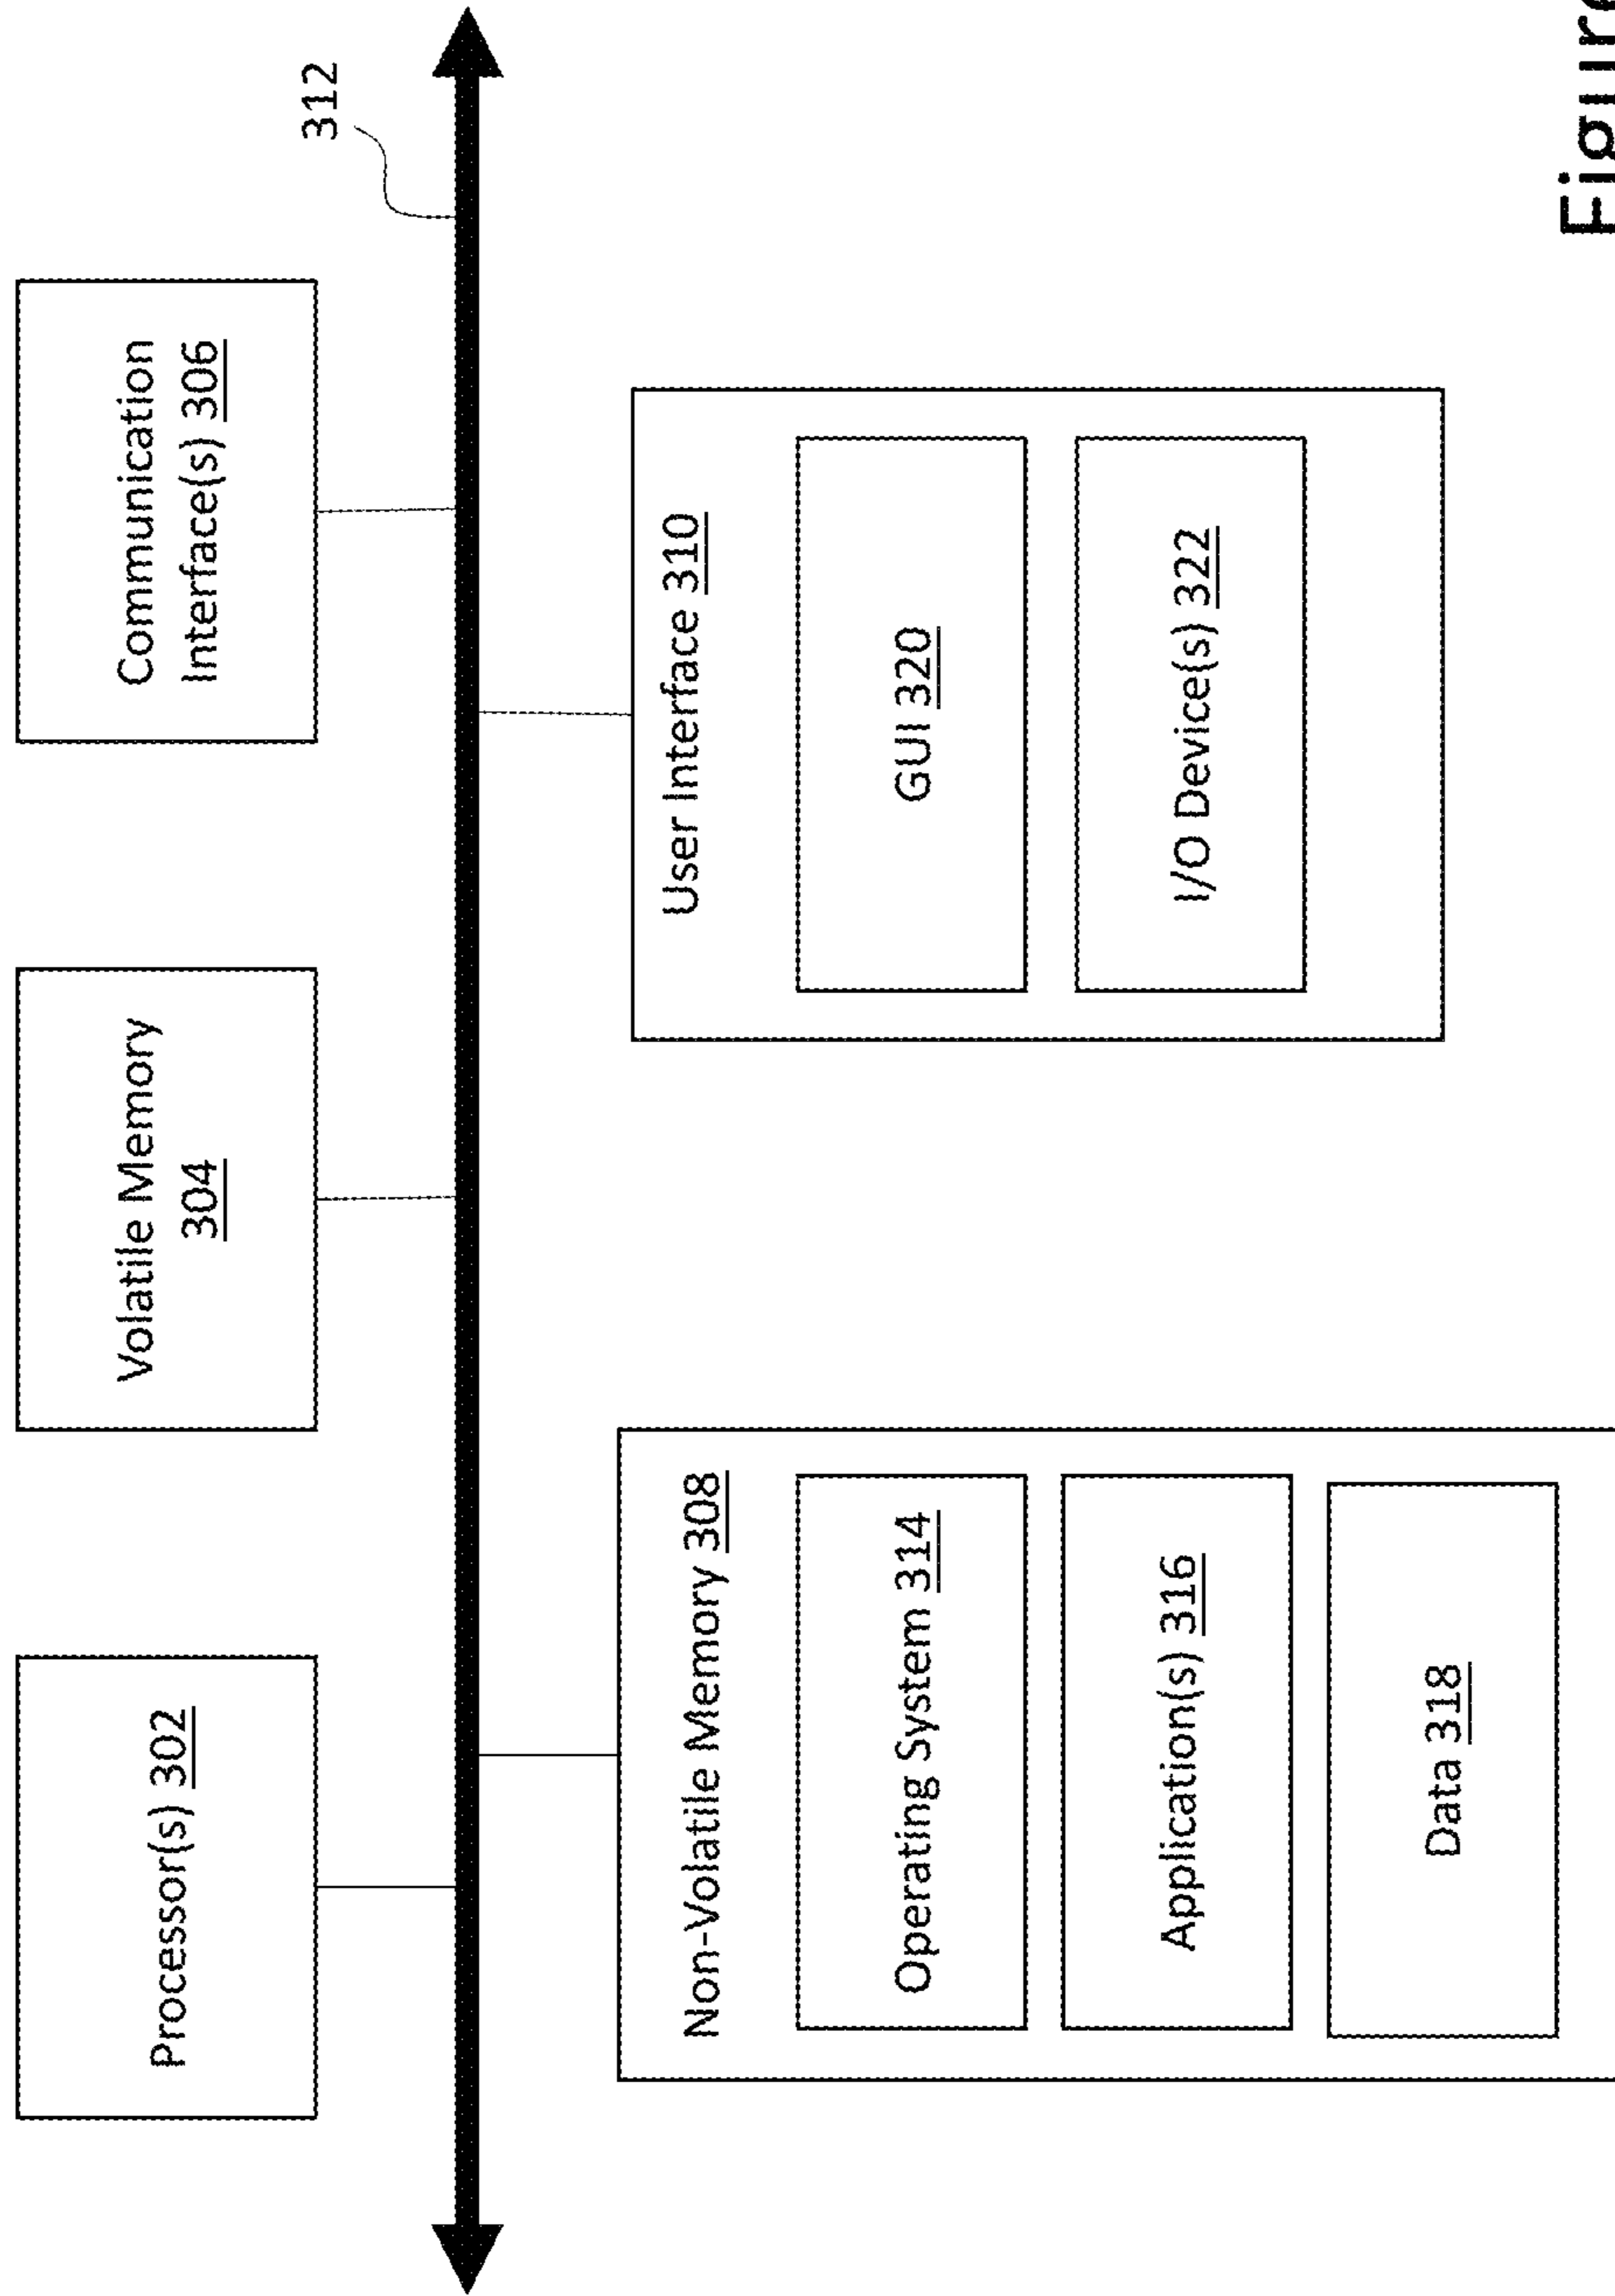 Processor(s) 302
Volatile Memory
304
Communication
Interface(s) 306
312
Non-Volatile Memory 308
Operating System 314
Application(s) 316
Data 318
User Interface 310
GUI 320
I/O Device(s) 322